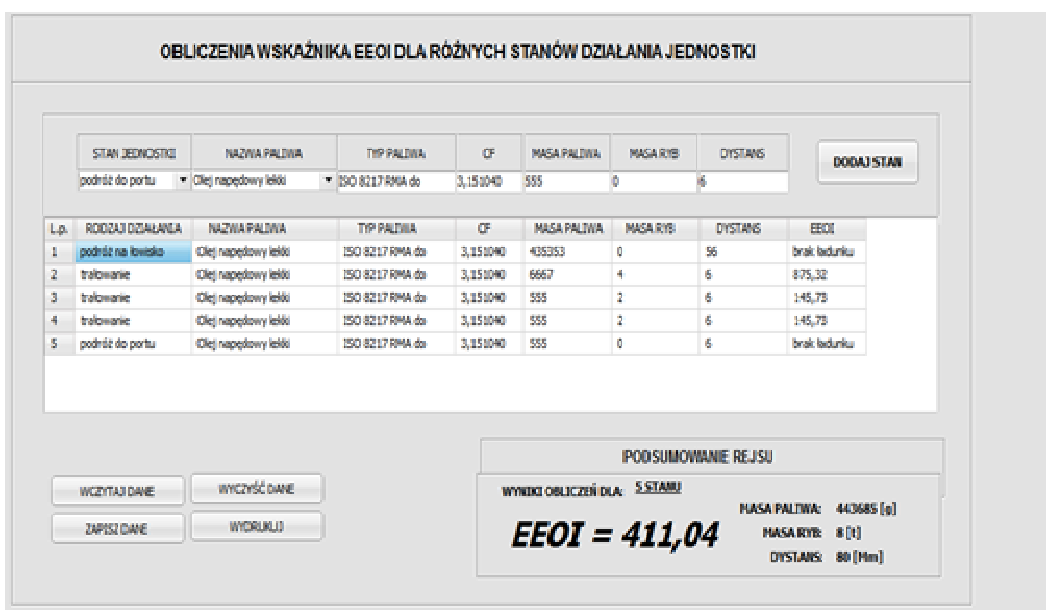 OBLICZENIA WSKAŹNIKA EEOI DLA RÓŻNYCH STANÓW DZIAŁANIA JEDNOSTKI
STAN JEDNOSTKI NAZWA PALIWA TYP PALIWA CF MASA PALIWA MASA RYB DYSTANS
DODAJ STAN
podróż do portu Olej napędowy lekki ISO 8217 RMA do 3,151040 555 0 6
L.p. RODZAJ DZIAŁANIA NAZWA PALIWA TYP PALIWA CF MASA PALIWA MASA RYB DYSTANS EEOI
1 podróż na łowisko Olej napędowy lekki ISO 8217 RMA do 3,151040 435353 0 56 brak ładunku
2 trałowanie Olej napędowy lekki ISO 8217 RMA do 3,151040 6667 4 6 875,32
3 trałowanie Olej napędowy lekki ISO 8217 RMA do 3,151040 555 2 6 145,73
4 trałowanie Olej napędowy lekki ISO 8217 RMA do 3,151040 555 2 6 145,73
5 podróż do portu Olej napędowy lekki ISO 8217 RMA do 3,151040 555 0 6 brak ładunku
PODSUMOWANIE REJSU
WCZYTAJ DANE WYCZYŚĆ DANE
ZAPISZ DANE WYDRUKUJ
WYNIKI OBLICZEŃ DLA: 5 STANU
EEOI = 411,04
MASA PALIWA: 443685 [g]
MASA RYB: 8 [t]
DYSTANS: 80 [Mm]